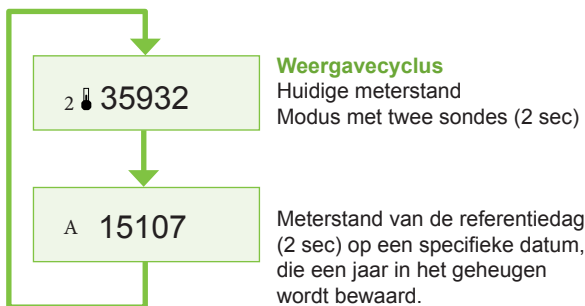 Weergavecyclus
2 35932
Huidige meterstand
Modus met twee sondes (2 sec)
A 15107
Meterstand van de referentiedag
(2 sec) op een specifieke datum,
die een jaar in het geheugen
wordt bewaard.